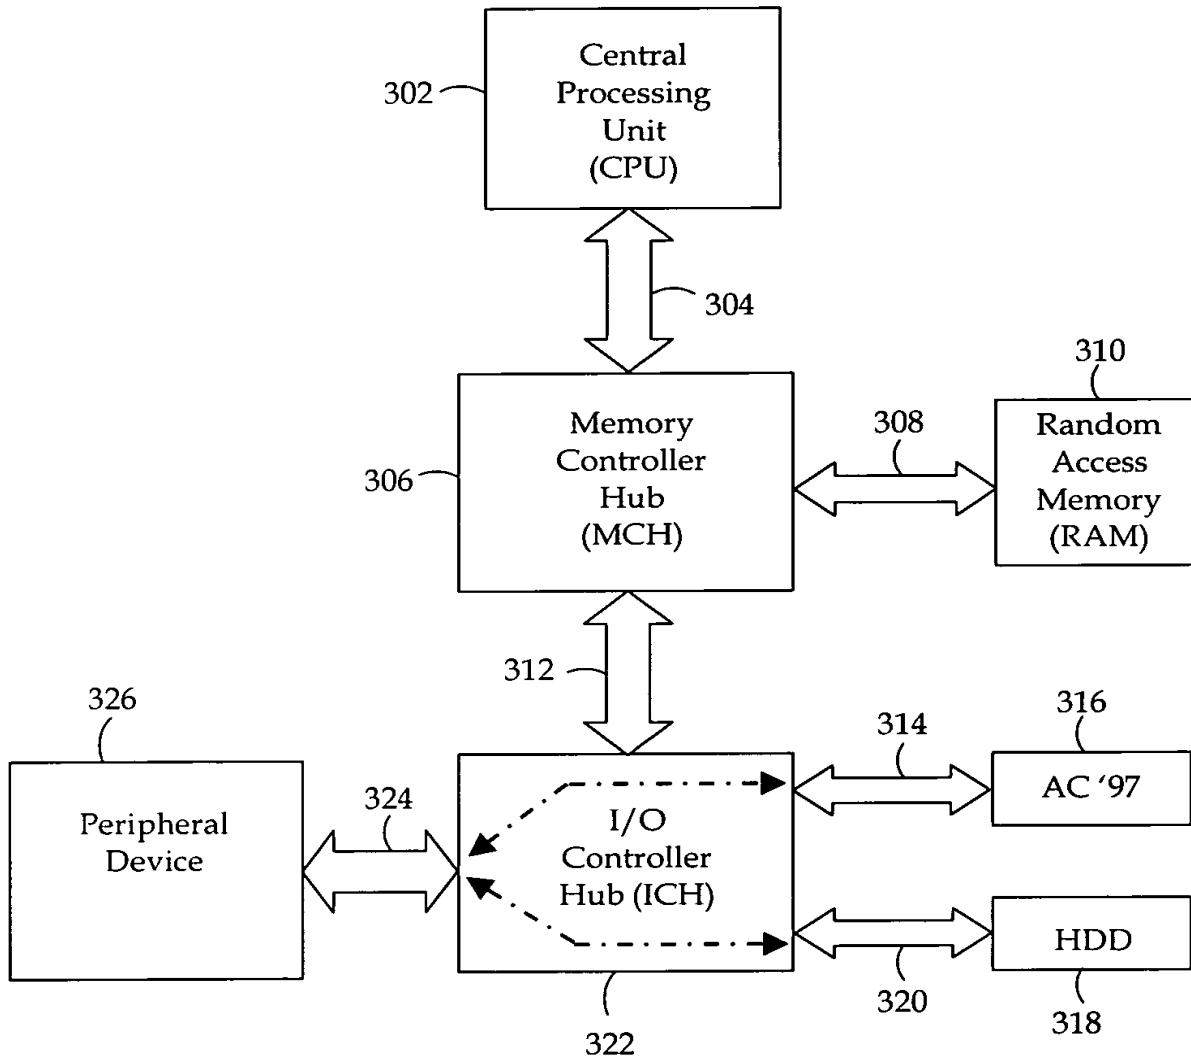 Central
Processing
Unit
(CPU)
302
304
310
Memory
Controller
Hub
(MCH)
306
308
Random
Access
Memory
(RAM)
312
326
314
316
Peripheral
Device
324
I/O
Controller
Hub (ICH)
AC '97
HDD
320
318
322